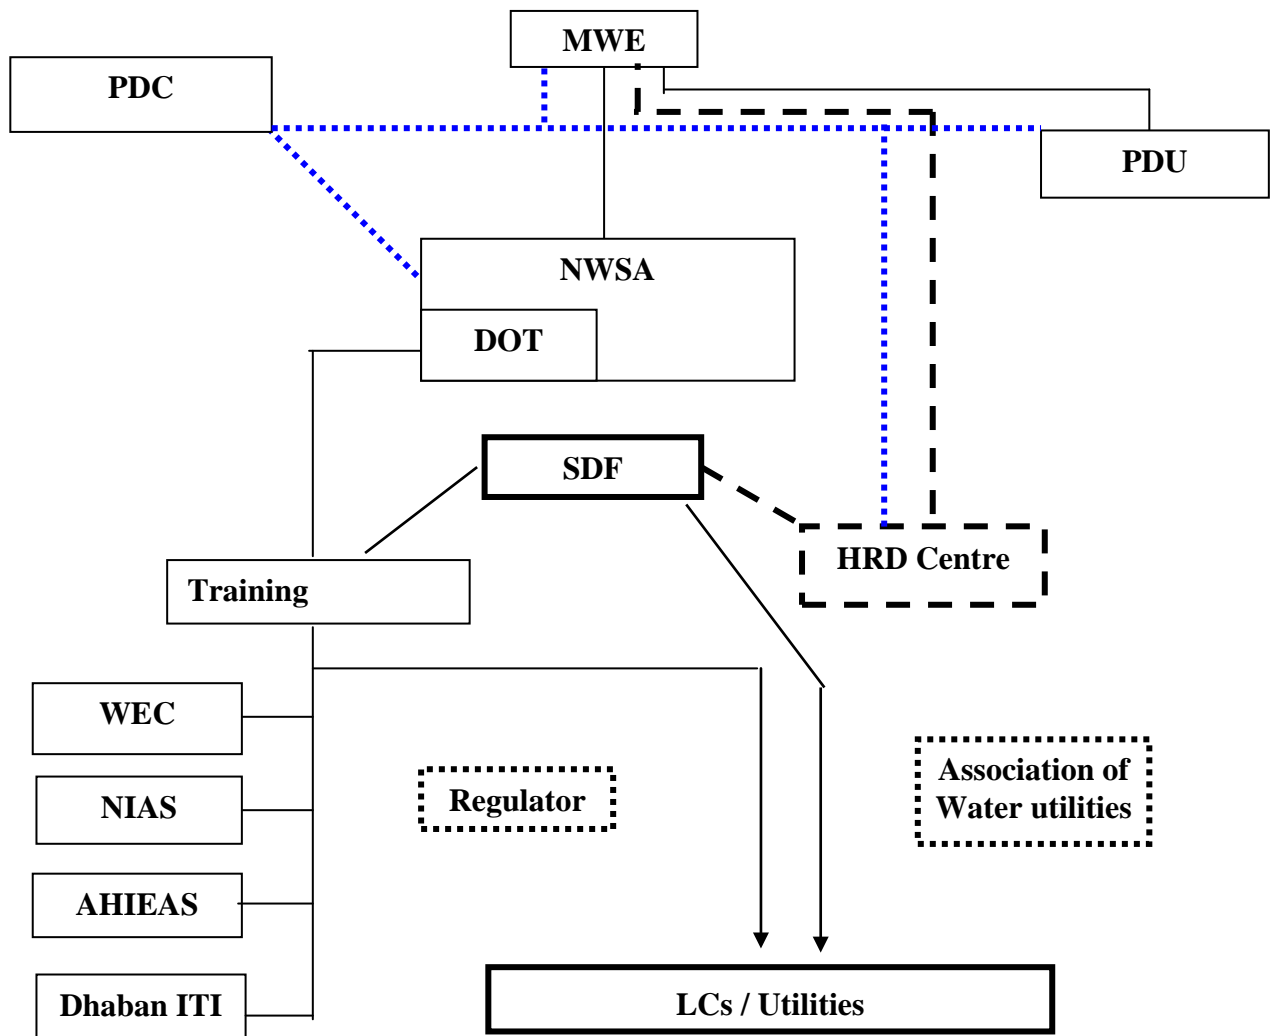 MWE
PDC
PDU
NWSA
DOT
SDF
HRD Centre
Training
WEC
NIAS
AHIEAS
Dhaban ITI
Regulator
Association of
Water utilities
LCs / Utilities